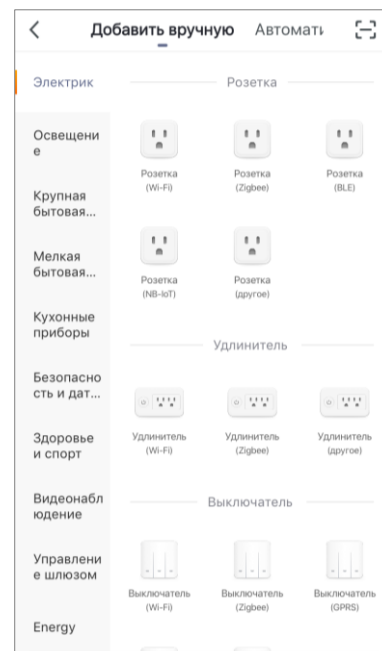 Добавить вручную Автомати
Электрик
Освещени
е
Крупная
бытовая...
Мелкая
бытовая...
Кухонные
приборы
Безопасно
сть и дат...
Здоровье
и спорт
Видеонабл
юдение
Управлени
е шлюзом
Energy
Розетка
Розетка
(Wi-Fi)
Розетка
(Zigbee)
Розетка
(BLE)
Розетка
(NB-IoT)
Розетка
(другое)
Удлинитель
Удлинитель
(Wi-Fi)
Удлинитель
(Zigbee)
Удлинитель
(другое)
Выключатель
Выключатель
(Wi-Fi)
Выключатель
(Zigbee)
Выключатель
(GPRS)